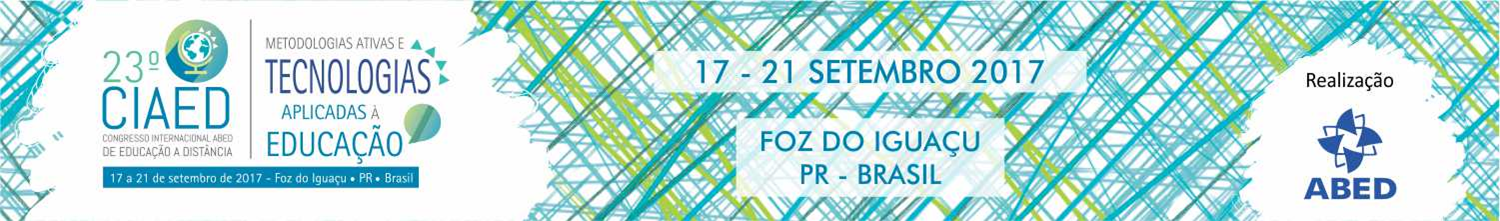 23º
CIAED
CONGRESSO INTERNACIONAL ABED
DE EDUCAÇÃO A DISTÂNCIA
METODOLOGIAS ATIVAS E
TECNOLOGIAS
APLICADAS À
EDUCAÇÃO
17 a 21 de setembro de 2017 - Foz do Iguaçu • PR • Brasil
17 - 21 SETEMBRO 2017
FOZ DO IGUAÇU
PR - BRASIL
Realização
ABED